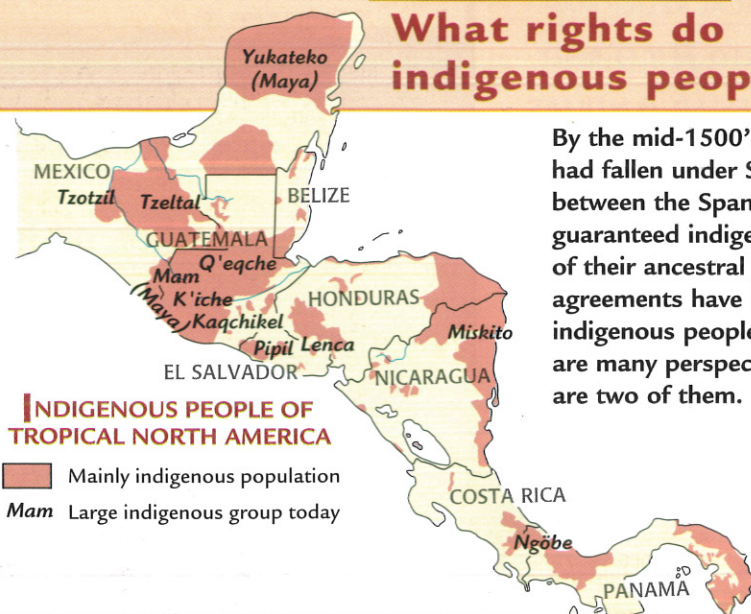 What rights do
indigenous peop
By the mid-1500's
had fallen under S
between the Span
guaranteed indige
of their ancestral
agreements have
indigenous people
are many perspec
are two of them.
Yukateko
(Maya)
MEXICO
Tzotzil
Tzeltal
BELIZE
GUATEMALA
Q'eqche
Mam
(Maya)
K'iche
Kaqchikel
HONDURAS
Miskito
Pipil
Lenca
EL SALVADOR
NICARAGUA
INDIGENOUS PEOPLE OF
TROPICAL NORTH AMERICA
Mainly indigenous population
Mam Large indigenous group today
COSTA RICA
Ngöbe
PANAMA